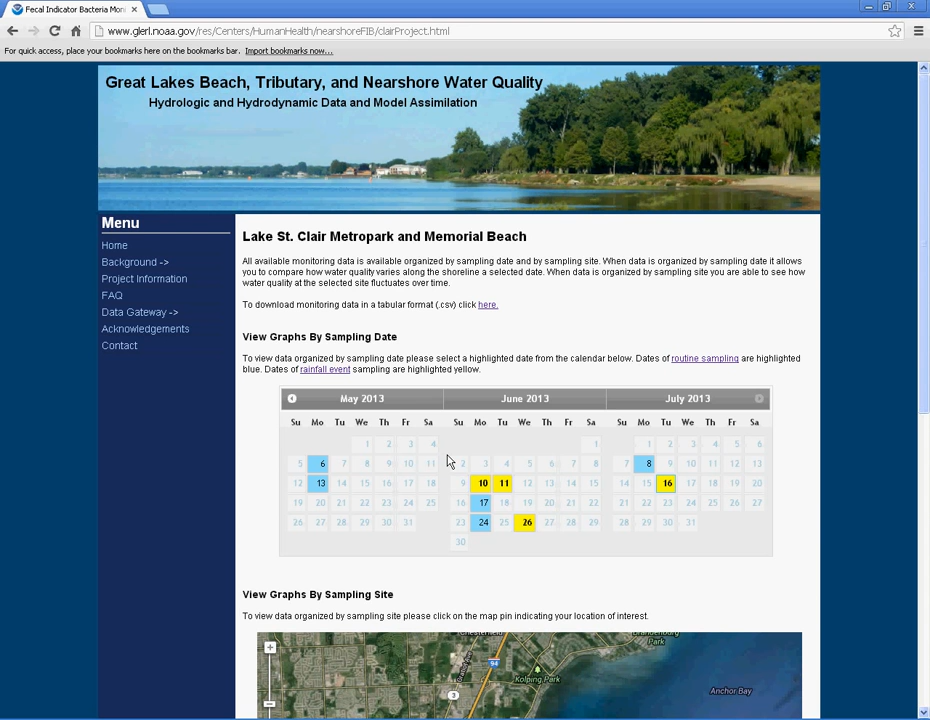 Fecal Indicator Bacteria Moni
www.glerl.noaa.gov/res/Centers/HumanHealth/nearshoreFIB/clairProject.html
For quick access, place your bookmarks here on the bookmarks bar. Import bookmarks now...
Great Lakes Beach, Tributary, and Nearshore Water Quality
Hydrologic and Hydrodynamic Data and Model Assimilation
Menu
Home
Background ->
Project Information
FAQ
Data Gateway ->
Acknowledgements
Contact
Lake St. Clair Metropark and Memorial Beach
All available monitoring data is available organized by sampling date and by sampling site. When data is organized by sampling date it allows
you to compare how water quality varies along the shoreline a selected date. When data is organized by sampling site you are able to see how
water quality at the selected site fluctuates over time.
To download monitoring data in a tabular format (.csv) click here.
View Graphs By Sampling Date
To view data organized by sampling date please select a highlighted date from the calendar below. Dates of routine sampling are highlighted
blue. Dates of rainfall event sampling are highlighted yellow.
May 2013 June 2013 July 2013
Su Mo Tu We Th Fr Sa Su Mo Tu We Th Fr Sa Su Mo Tu We Th Fr Sa
1 2 3 4 1 1 2 3 4 5 6
5 6 7 8 9 10 11 2 3 4 5 6 7 8 7 8 9 10 11 12 13
12 13 14 15 16 17 18 9 10 11 12 13 14 15 14 15 16 17 18 19 20
19 20 21 22 23 24 25 16 17 18 19 20 21 22 21 22 23 24 25 26 27
26 27 28 29 30 31 23 24 25 26 27 28 29 28 29 30 31
30
View Graphs By Sampling Site
To view data organized by sampling site please click on the map pin indicating your location of interest.
Chesterfield
Brandenburg
Park
94
Kolping Park
3
Anchor Bay